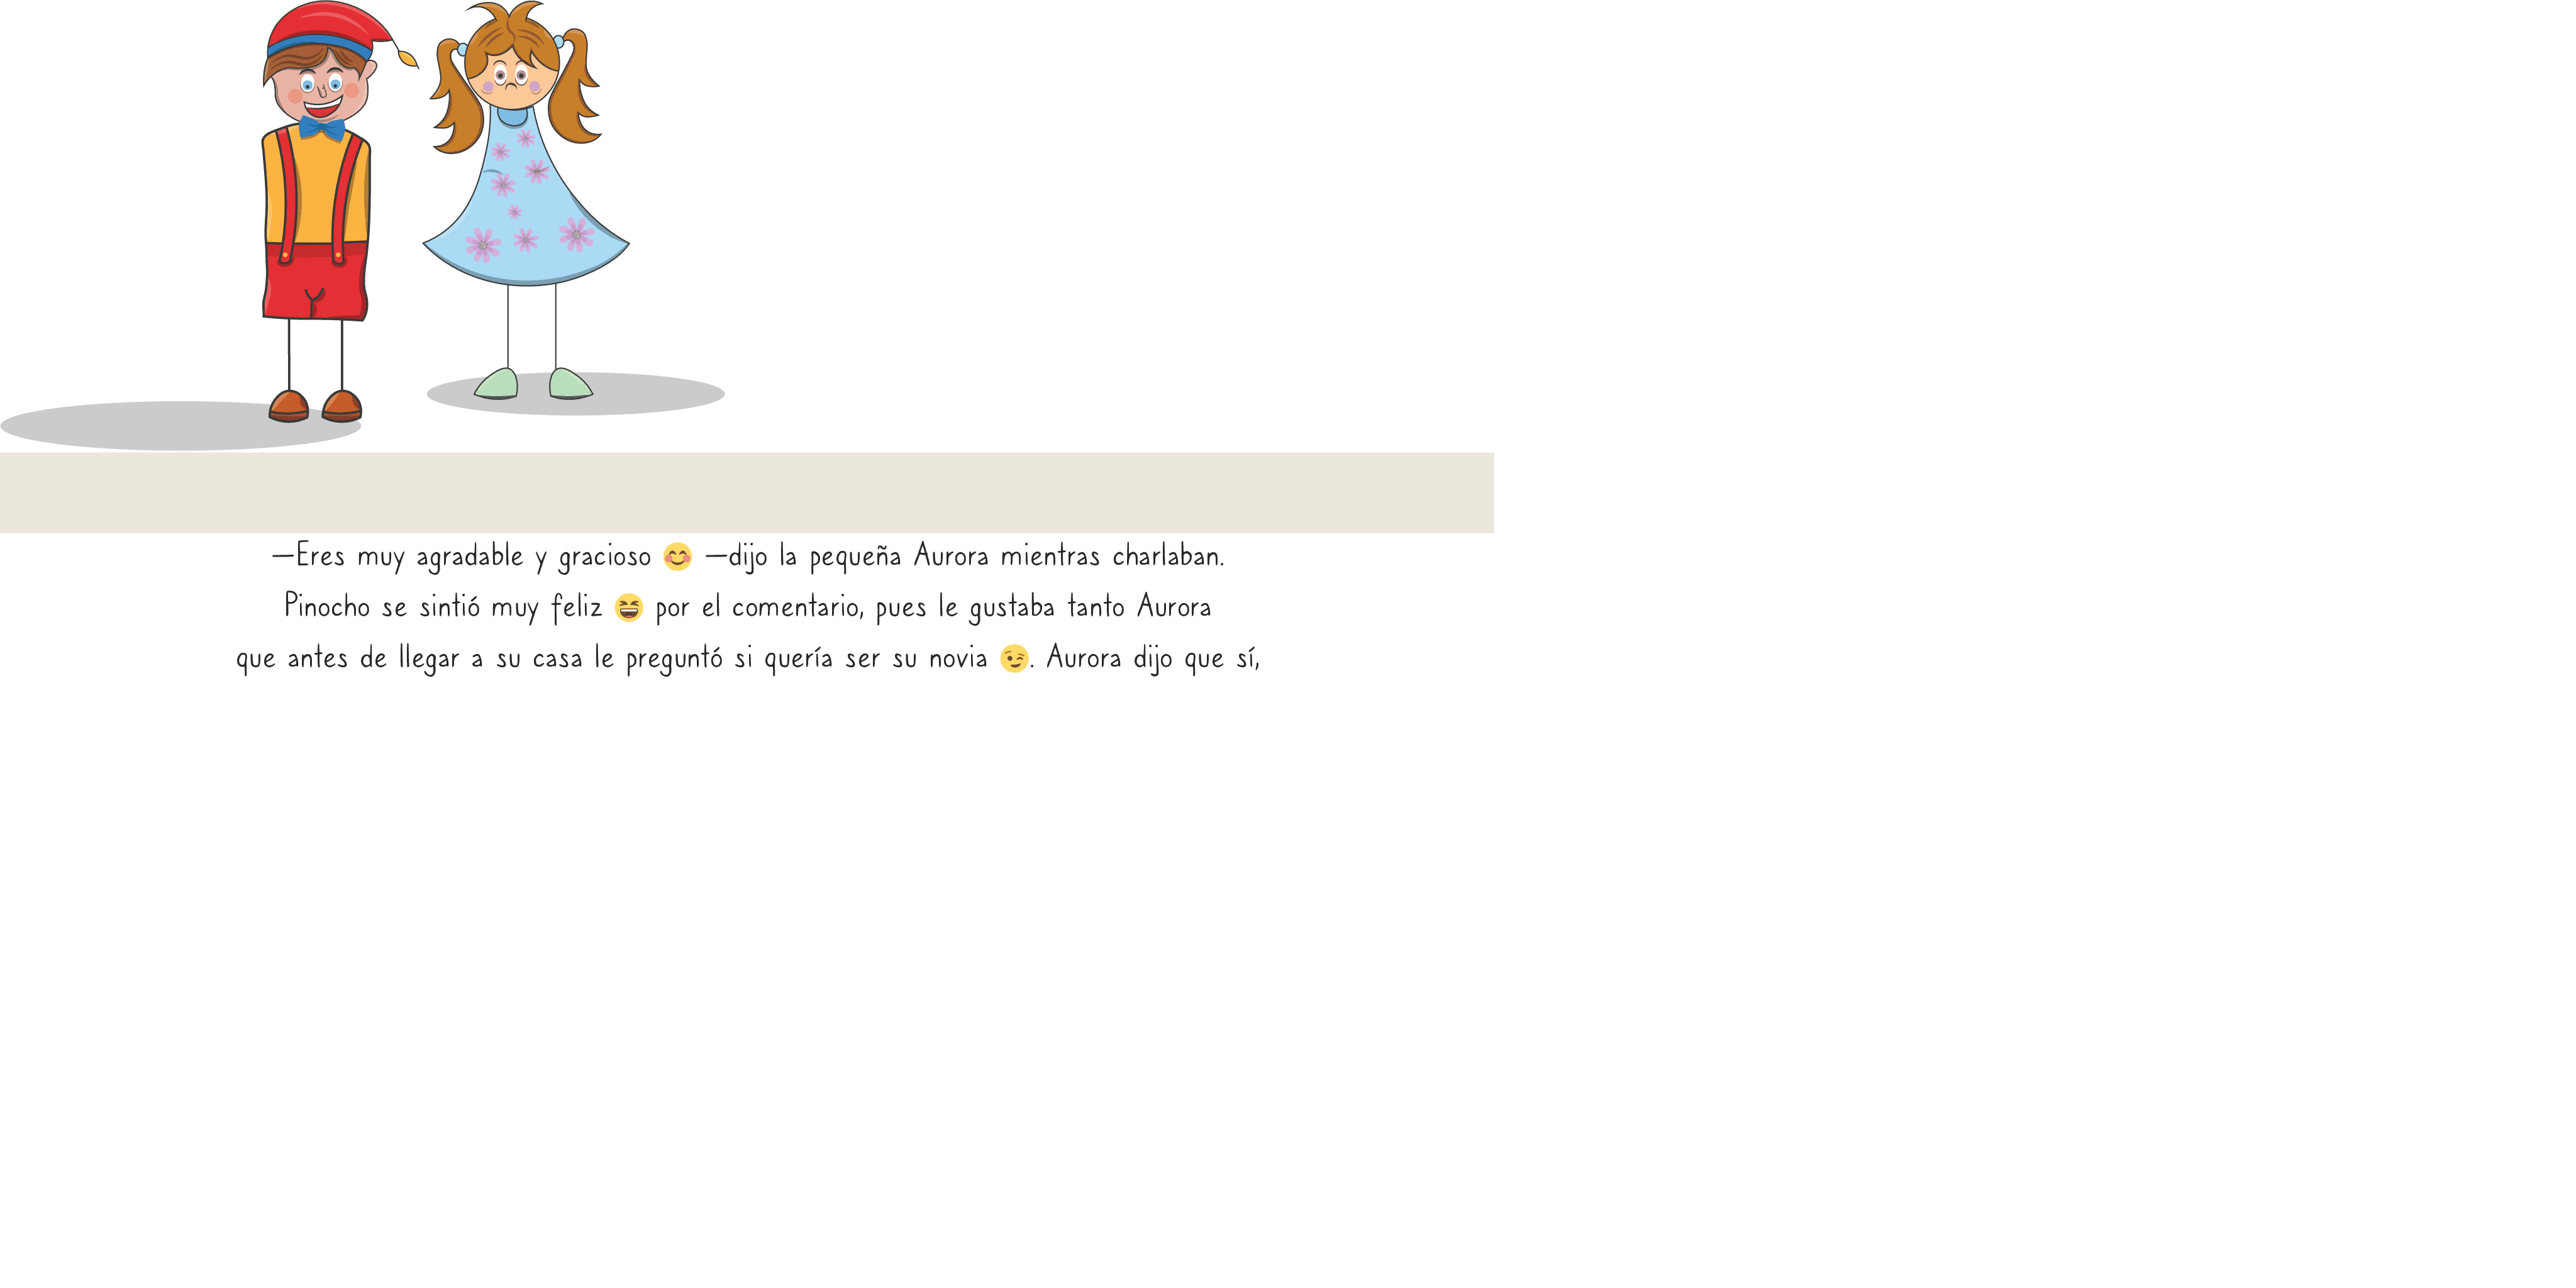 —Eres muy agradable y gracioso 😊 —dijo la pequeña Aurora mientras charlaban.
Pinocho se sintió muy feliz 😆 por el comentario, pues le gustaba tanto Aurora
que antes de llegar a su casa le preguntó si quería ser su novia 😉. Aurora dijo que sí,